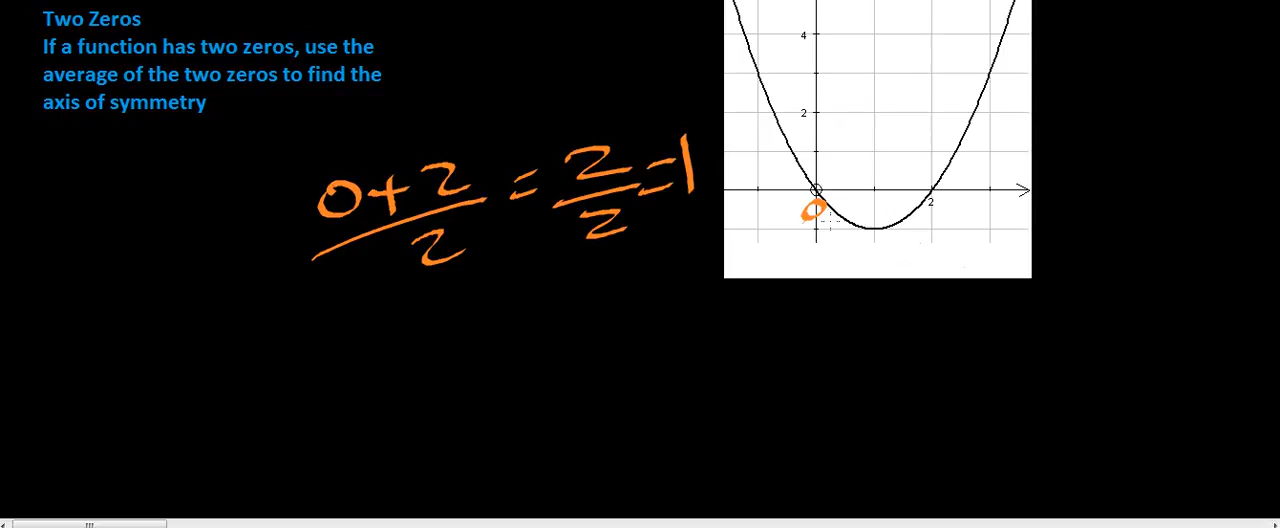 Two Zeros
If a function has two zeros, use the
average of the two zeros to find the
axis of symmetry
0+2/2 = 2/2 = 1
4
2
2
0